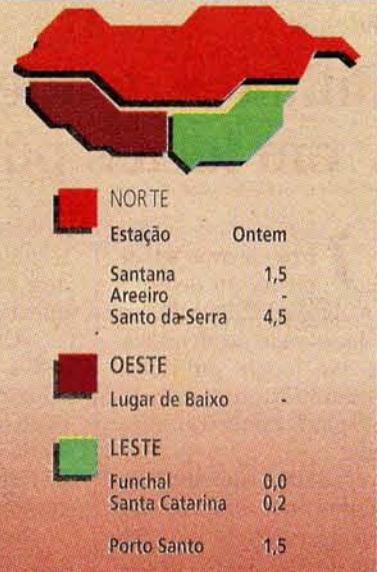 NORTE
Estação Ontem
Santana 1,5
Areeiro -
Santo da Serra 4,5
OESTE
Lugar de Baixo -
LESTE
Funchal 0,0
Santa Catarina 0,2
Porto Santo 1,5